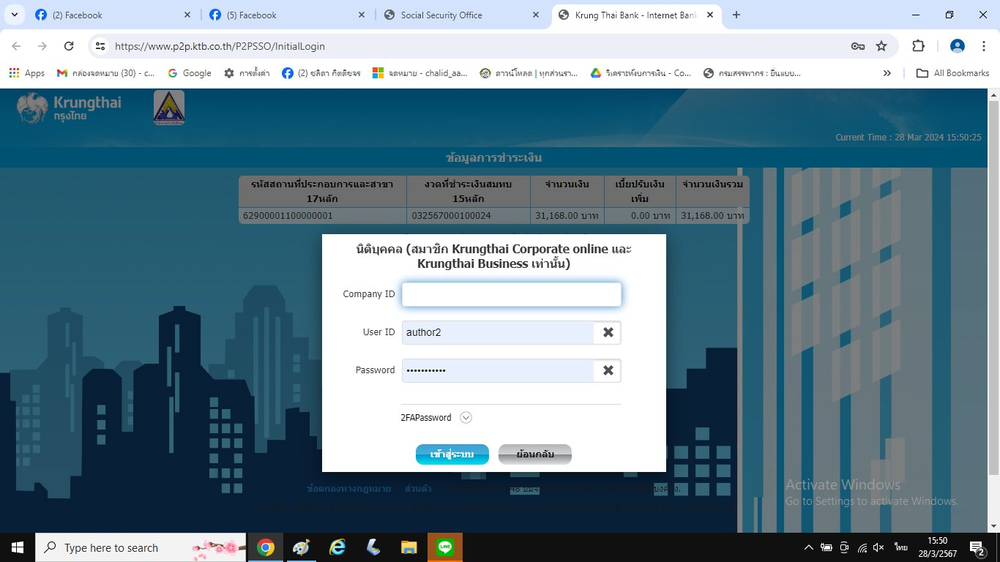 (2) Facebook
(5) Facebook
Social Security Office
Krung Thai Bank - Internet Bank
https://www.p2p.ktb.co.th/P2PSSO/InitialLogin
Apps
กล่องจดหมาย (30) - c...
Google
การตั้งค่า
(2) ชลิดา กิตติขจร
จดหมาย - chalid_aa...
ดาวน์โหลด | ทุกส่วนรา...
วิเคราะห์งบการเงิน - Co...
กรมสรรพากร : ยื่นแบบ...
All Bookmarks
Krungthai
กรุงไทย
Current Time : 28 Mar 2024 15:50:25
ข้อมูลการชำระเงิน
รหัสสถานที่ประกอบการและสาขา 17หลัก
งวดที่ชำระเงินสมทบ 15หลัก
จำนวนเงิน
เบี้ยปรับเงินเพิ่ม
จำนวนเงินรวม
62900001100000001 032567000100024 31,168.00 บาท 0.00 บาท 31,168.00 บาท
นิติบุคคล (สมาชิก Krungthai Corporate online และ
Krungthai Business เท่านั้น)
Company ID
User ID author2
Password
2FAPassword
เข้าสู่ระบบ ย้อนกลับ
ข้อตกลงทางกฎหมาย ส่วนตัว
Activate Windows
Go to Settings to activate Windows.
Type here to search
LINE
ไทย
15:50
28/3/2567
2